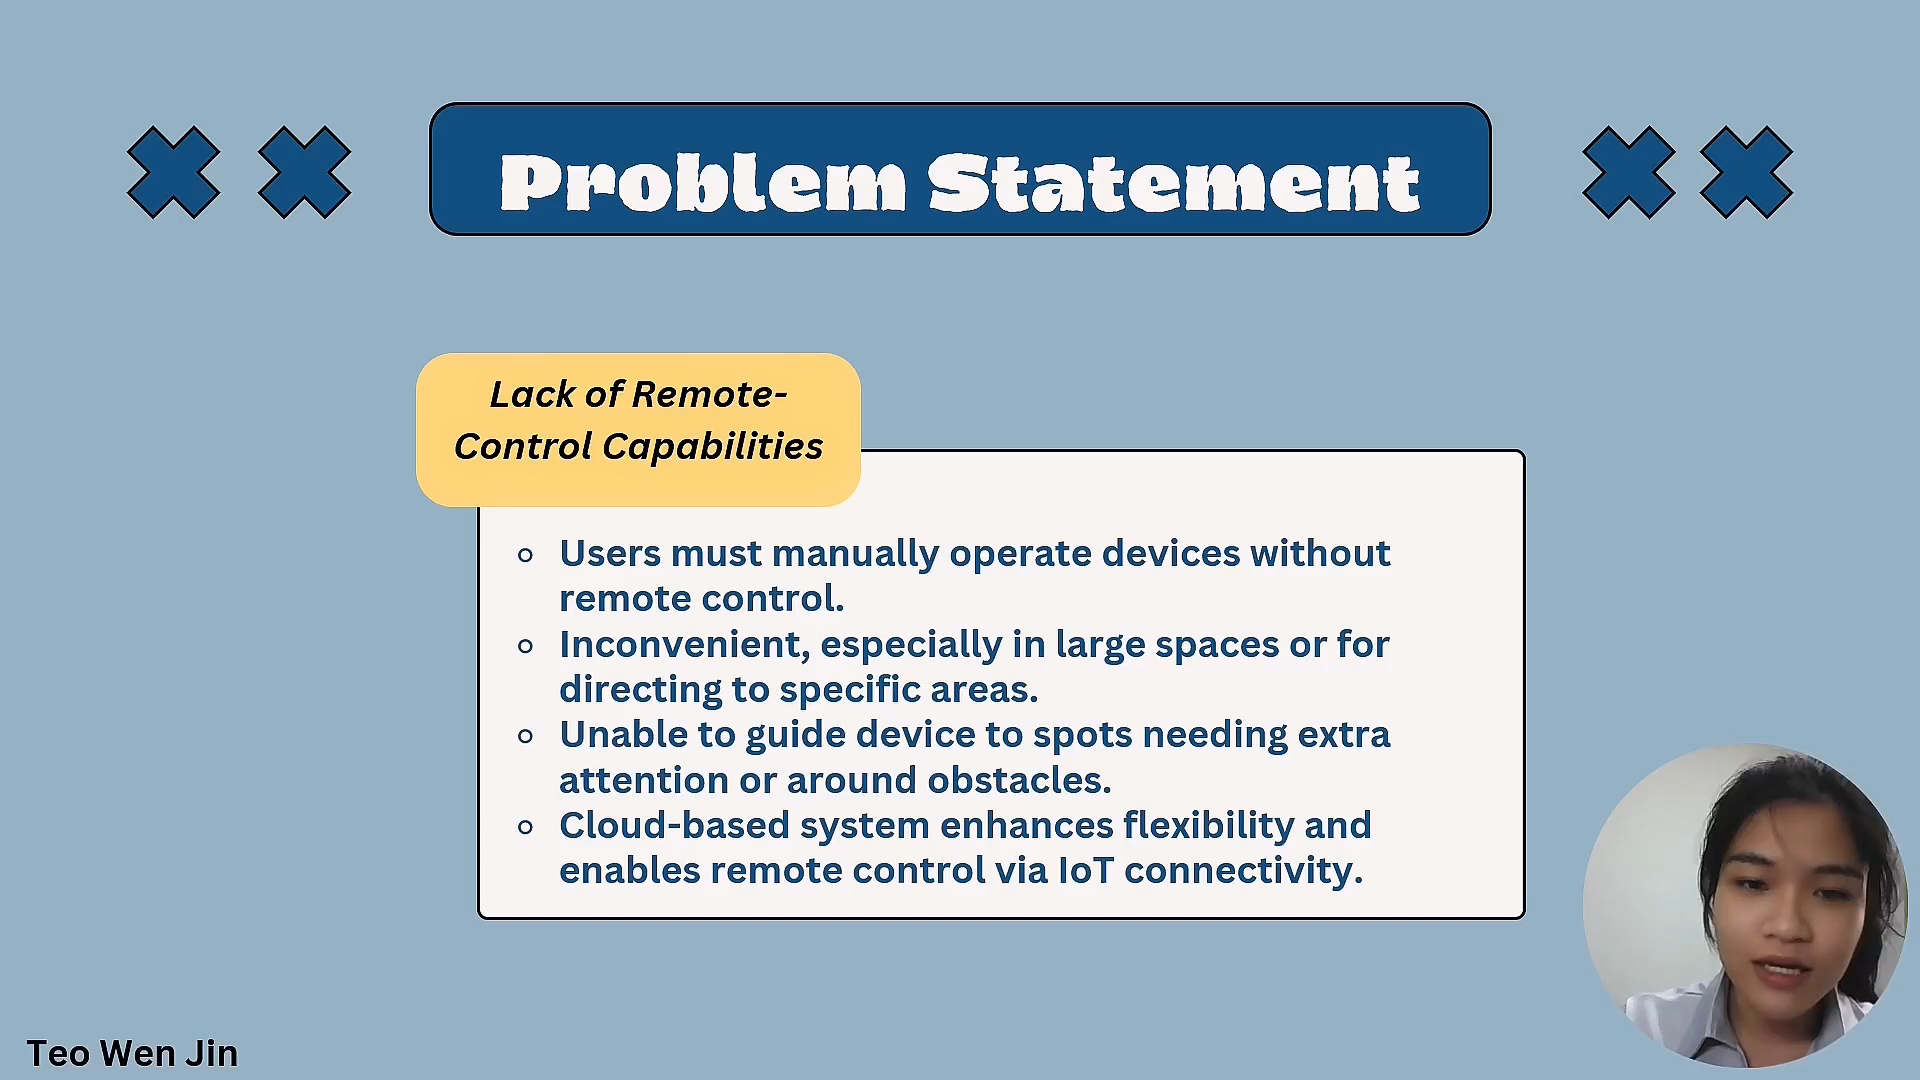 Problem Statement
Lack of Remote-
Control Capabilities
Users must manually operate devices without
remote control.
Inconvenient, especially in large spaces or for
directing to specific areas.
Unable to guide device to spots needing extra
attention or around obstacles.
Cloud-based system enhances flexibility and
enables remote control via IoT connectivity.
Teo Wen Jin